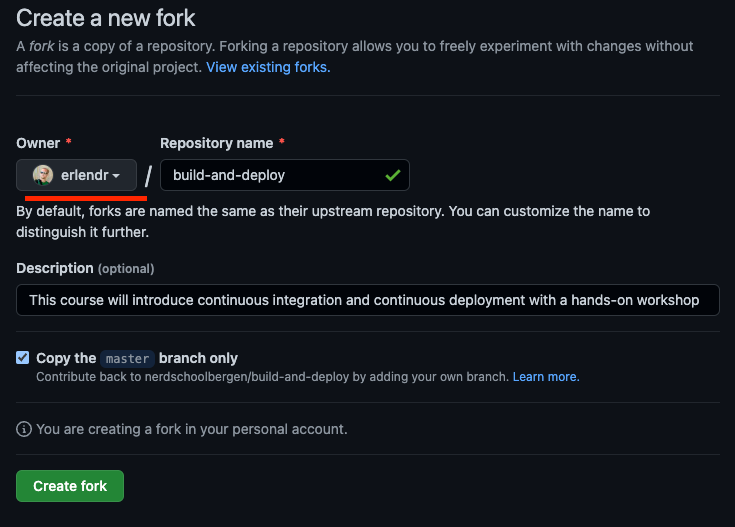 Create a new fork
A fork is a copy of a repository. Forking a repository allows you to freely experiment with changes without
affecting the original project. View existing forks.
Owner * Repository name *
erlendr / build-and-deploy
By default, forks are named the same as their upstream repository. You can customize the name to
distinguish it further.
Description (optional)
This course will introduce continuous integration and continuous deployment with a hands-on workshop
Copy the master branch only
Contribute back to nerdschoolbergen/build-and-deploy by adding your own branch. Learn more.
You are creating a fork in your personal account.
Create fork